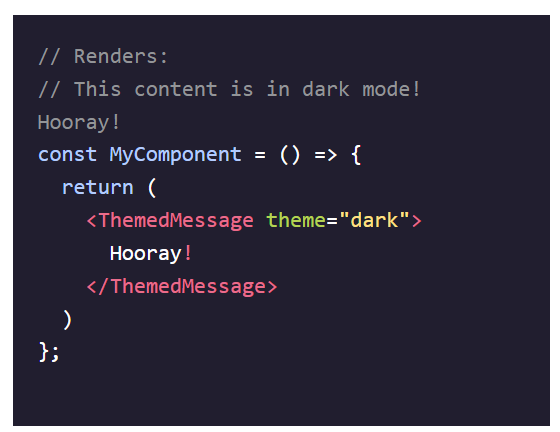 // Renders:
// This content is in dark mode!
Hooray!
const MyComponent = () => {
  return (
    <ThemedMessage theme="dark">
      Hooray!
    </ThemedMessage>
  )
};